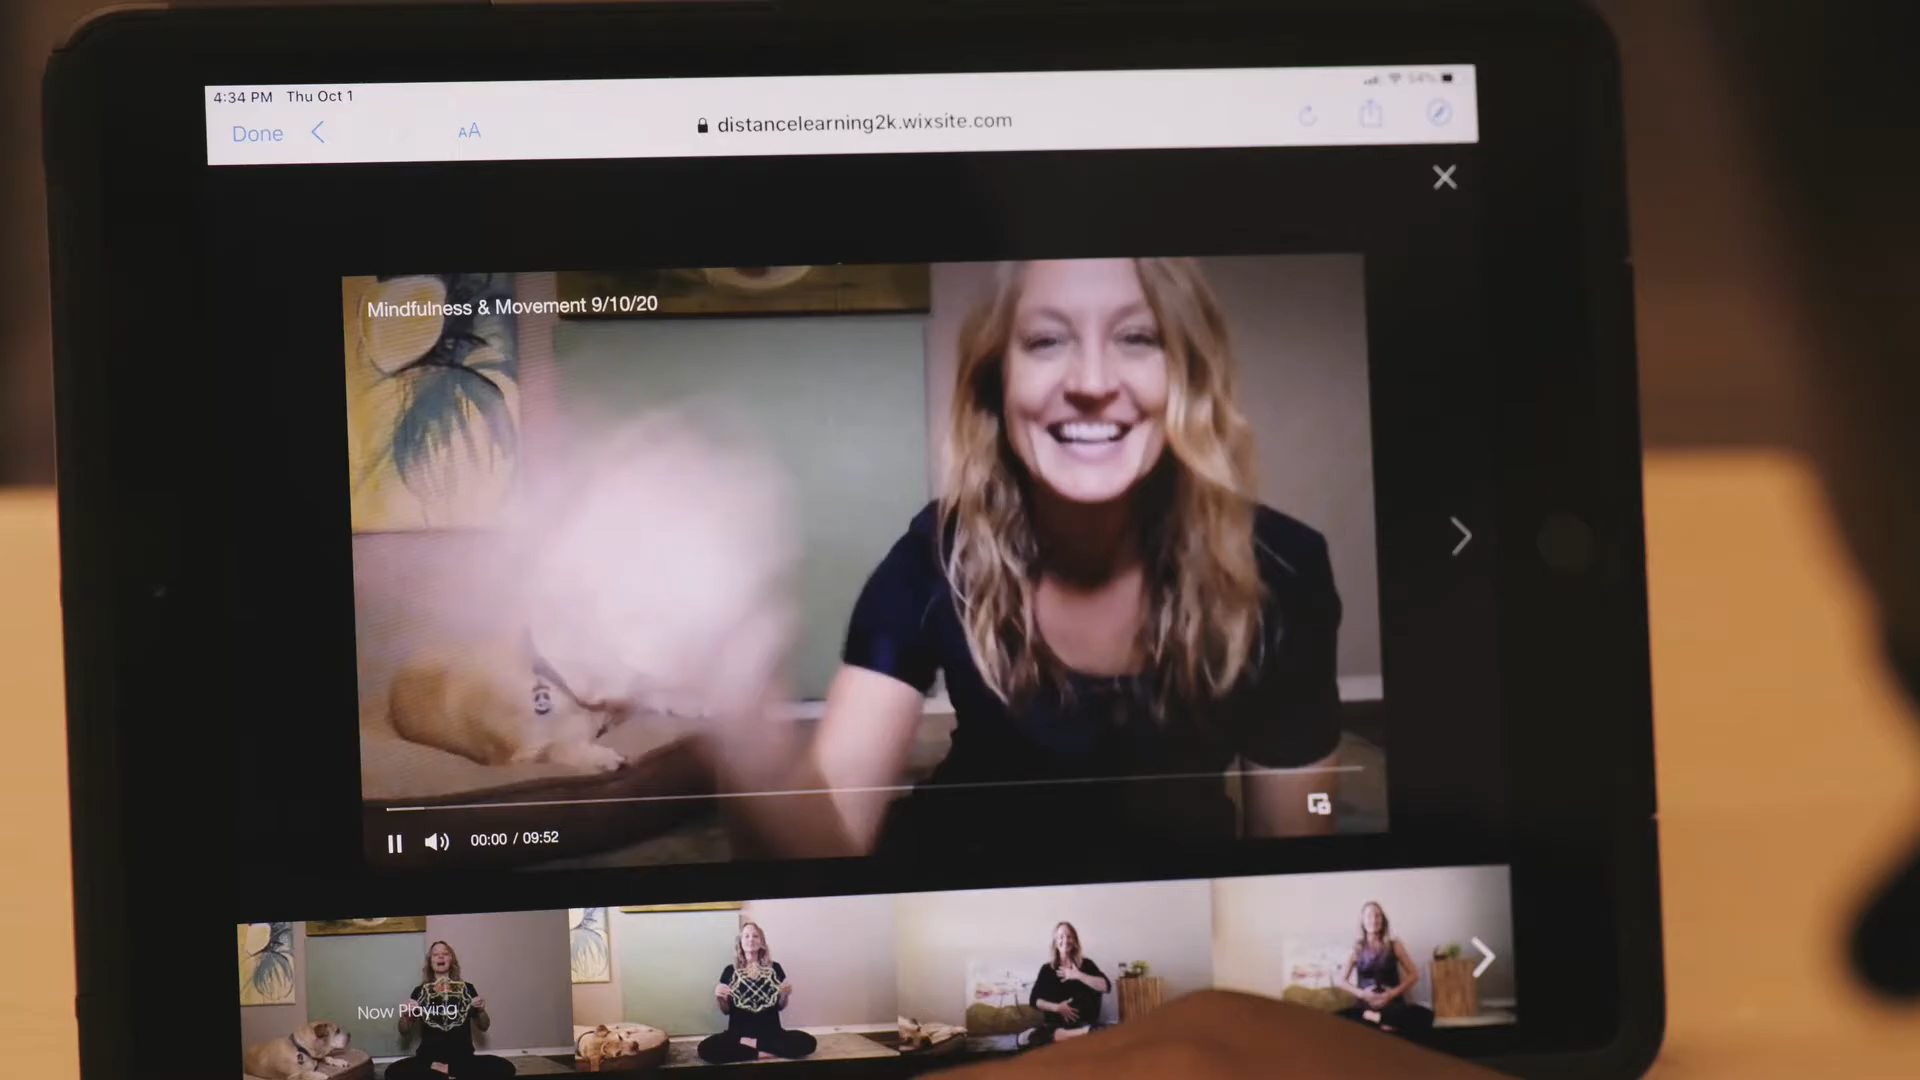 4:34 PM Thu Oct 1 54%
Done AA distancelearning2k.wixsite.com
Mindfulness & Movement 9/10/20
00:00 / 09:52
Now Playing